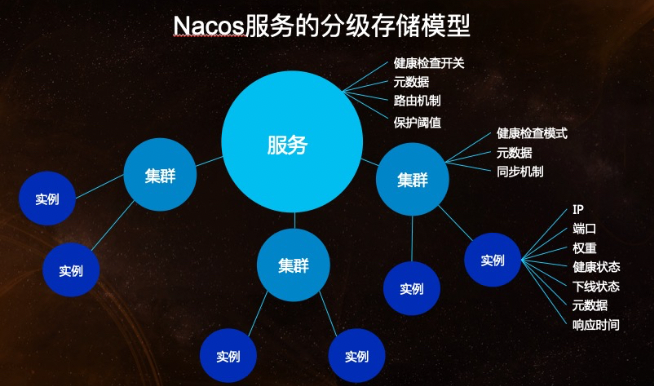 Nacos服务的分级存储模型
健康检查开关
元数据
路由机制
保护阈值
服务
健康检查模式
元数据
同步机制
集群
集群
实例
实例
集群
实例
实例
实例
实例
IP
端口
权重
健康状态
下线状态
元数据
响应时间